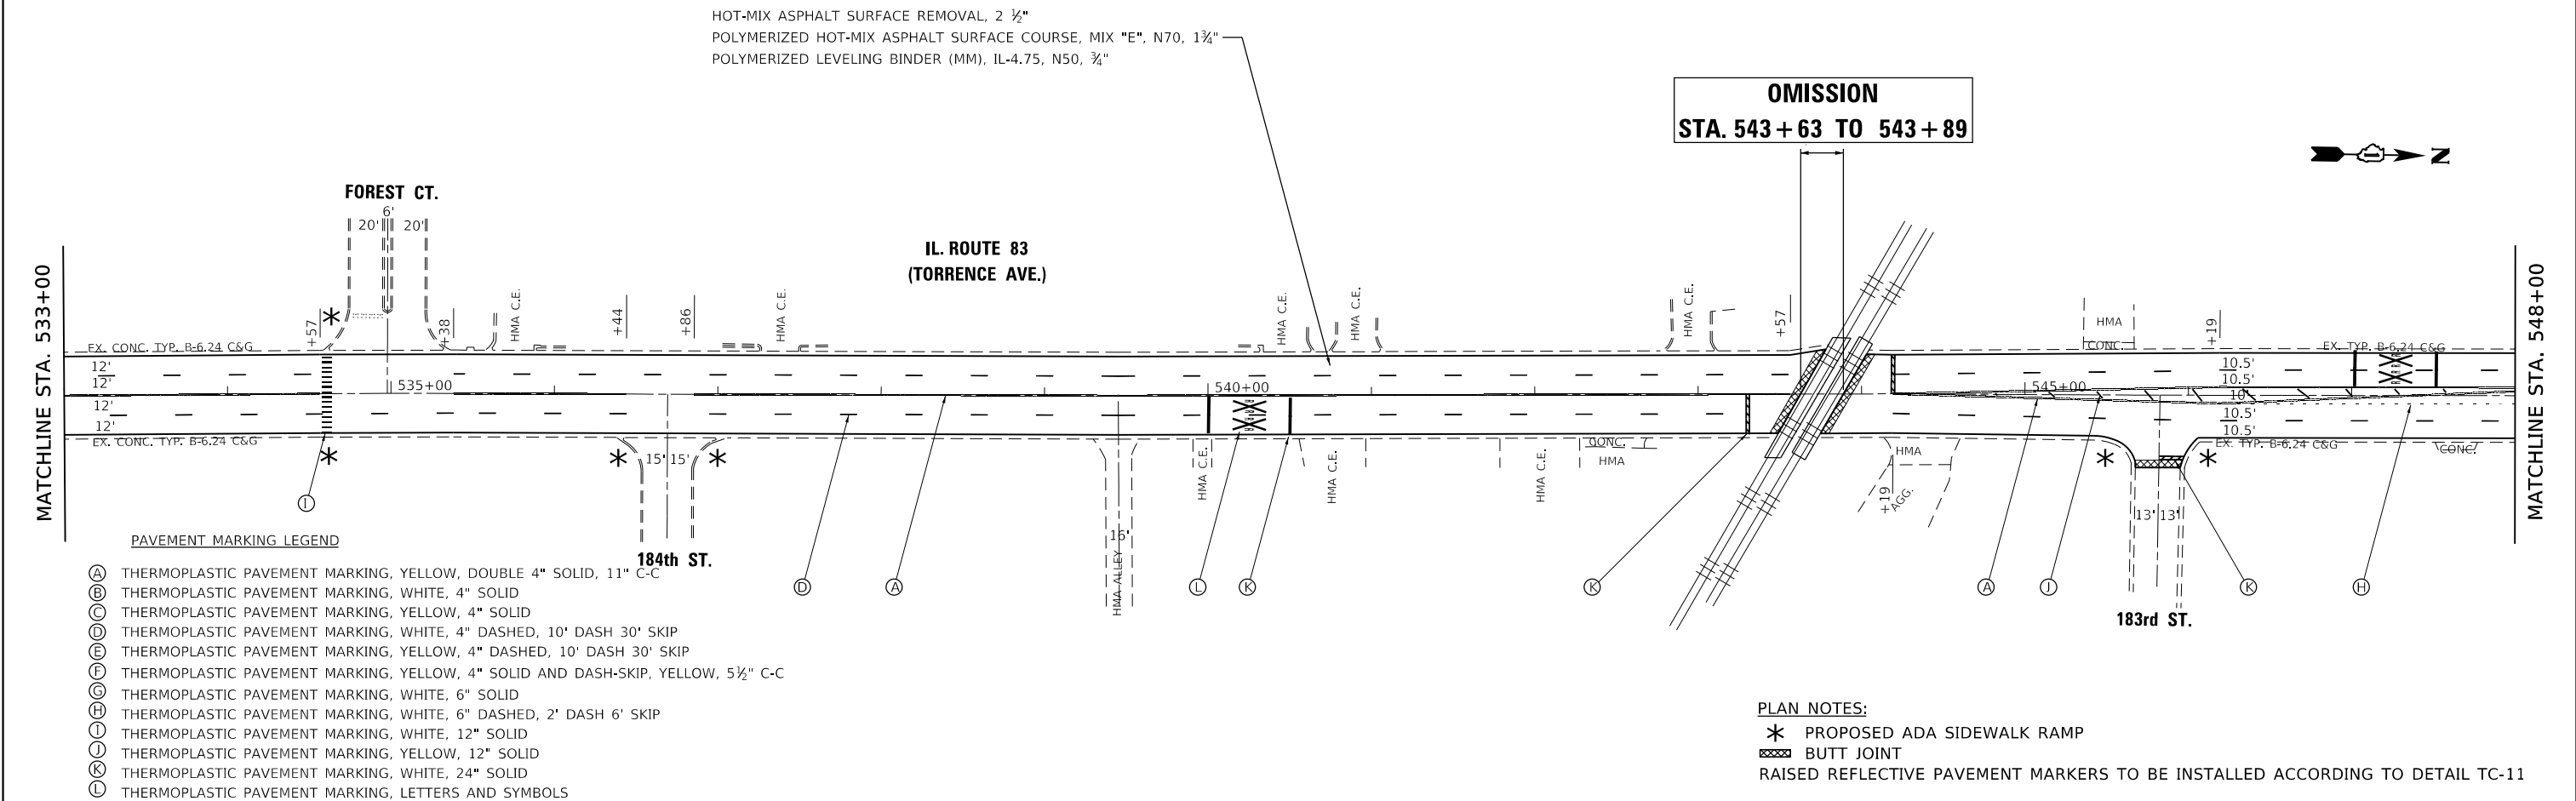 HOT-MIX ASPHALT SURFACE REMOVAL, 2 ½"
POLYMERIZED HOT-MIX ASPHALT SURFACE COURSE, MIX "E", N70, 1¾"
POLYMERIZED LEVELING BINDER (MM), IL-4.75, N50, ¾"
OMISSION
STA. 543+63 TO 543+89
N
FOREST CT.
6'
20' 20'
IL. ROUTE 83
(TORRENCE AVE.)
MATCHLINE STA. 533+00
MATCHLINE STA. 548+00
+57
+38
HMA C.E.
+44
+86
HMA C.E.
HMA C.E.
HMA C.E.
HMA C.E.
+57
HMA
CONC.
+19
EX. CONC. TYP. B-6.24 C&G
EX. TYP. B-6.24 C&G
12'
12'
12'
12'
535+00
540+00
545+00
10.5'
10.5'
10'
10.5'
10.5'
EX. CONC. TYP. B-6.24 C&G
EX. TYP. B-6.24 C&G
CONC.
15' 15'
HMA C.E.
HMA C.E.
HMA C.E.
CONC.
HMA
HMA
+19
AGG.
13' 13'
16'
HMA ALLEY
184th ST.
183rd ST.
I
D
A
L
K
K
A
J
K
H
PAVEMENT MARKING LEGEND
A THERMOPLASTIC PAVEMENT MARKING, YELLOW, DOUBLE 4" SOLID, 11" C-C
B THERMOPLASTIC PAVEMENT MARKING, WHITE, 4" SOLID
C THERMOPLASTIC PAVEMENT MARKING, YELLOW, 4" SOLID
D THERMOPLASTIC PAVEMENT MARKING, WHITE, 4" DASHED, 10' DASH 30' SKIP
E THERMOPLASTIC PAVEMENT MARKING, YELLOW, 4" DASHED, 10' DASH 30' SKIP
F THERMOPLASTIC PAVEMENT MARKING, YELLOW, 4" SOLID AND DASH-SKIP, YELLOW, 5½" C-C
G THERMOPLASTIC PAVEMENT MARKING, WHITE, 6" SOLID
H THERMOPLASTIC PAVEMENT MARKING, WHITE, 6" DASHED, 2' DASH 6' SKIP
I THERMOPLASTIC PAVEMENT MARKING, WHITE, 12" SOLID
J THERMOPLASTIC PAVEMENT MARKING, YELLOW, 12" SOLID
K THERMOPLASTIC PAVEMENT MARKING, WHITE, 24" SOLID
L THERMOPLASTIC PAVEMENT MARKING, LETTERS AND SYMBOLS
PLAN NOTES:
PROPOSED ADA SIDEWALK RAMP
BUTT JOINT
RAISED REFLECTIVE PAVEMENT MARKERS TO BE INSTALLED ACCORDING TO DETAIL TC-11